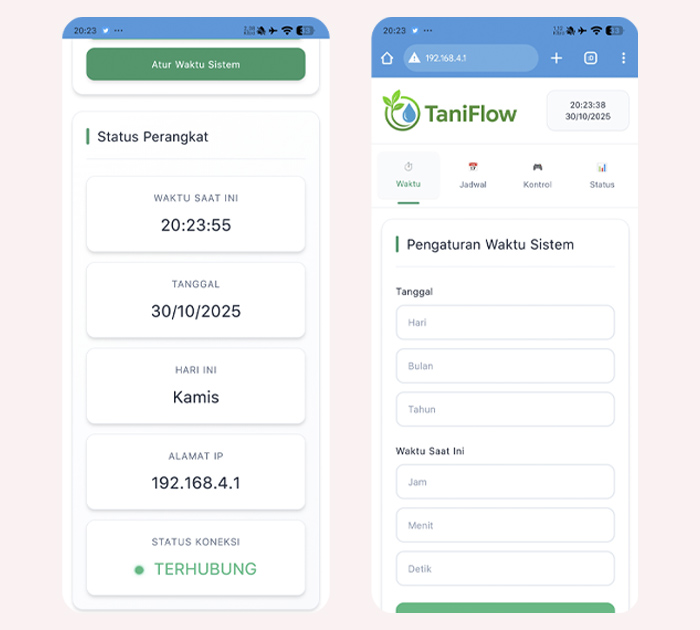 20:23
Atur Waktu Sistem
Status Perangkat
WAKTU SAAT INI
20:23:55
TANGGAL
30/10/2025
HARI INI
Kamis
ALAMAT IP
192.168.4.1
STATUS KONEKSI
TERHUBUNG
20:23
192.168.4.1
TaniFlow
20:23:38
30/10/2025
Waktu
Jadwal
Kontrol
Status
Pengaturan Waktu Sistem
Tanggal
Hari
Bulan
Tahun
Waktu Saat Ini
Jam
Menit
Detik